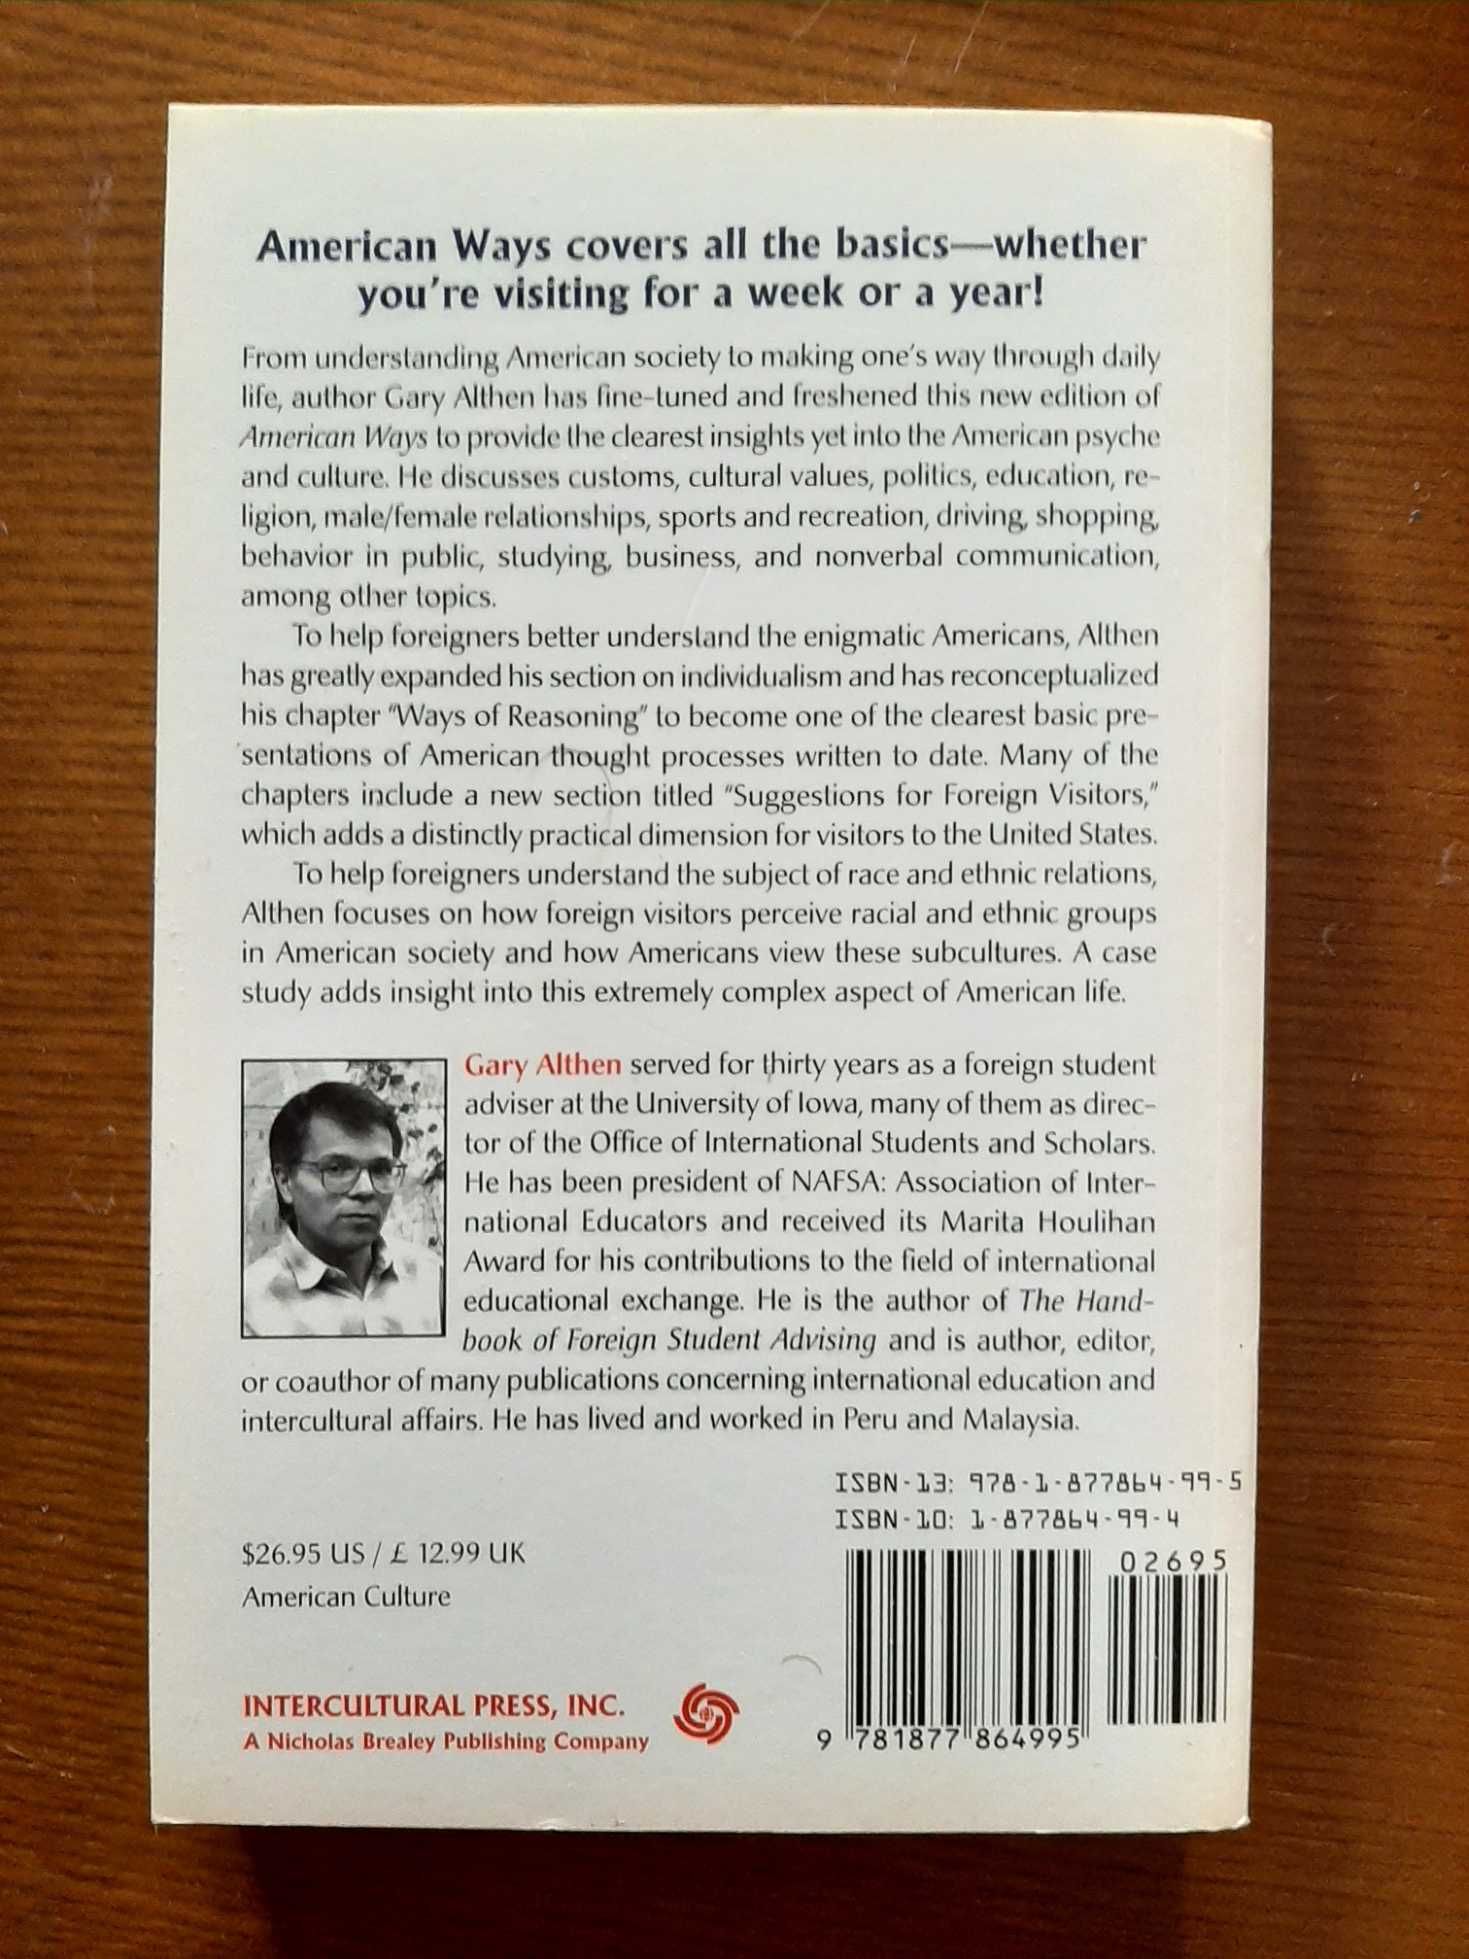 American Ways covers all the basics—whether
you're visiting for a week or a year!
From understanding American society to making one's way through daily
life, author Gary Althen has fine-tuned and freshened this new edition of
American Ways to provide the clearest insights yet into the American psyche
and culture. He discusses customs, cultural values, politics, education, re-
ligion, male/female relationships, sports and recreation, driving, shopping,
behavior in public, studying, business, and nonverbal communication,
among other topics.
To help foreigners better understand the enigmatic Americans, Althen
has greatly expanded his section on individualism and has reconceptualized
his chapter "Ways of Reasoning" to become one of the clearest basic pre-
sentations of American thought processes written to date. Many of the
chapters include a new section titled "Suggestions for Foreign Visitors,"
which adds a distinctly practical dimension for visitors to the United States.
To help foreigners understand the subject of race and ethnic relations,
Althen focuses on how foreign visitors perceive racial and ethnic groups
in American society and how Americans view these subcultures. A case
study adds insight into this extremely complex aspect of American life.
Gary Althen served for thirty years as a foreign student
adviser at the University of Iowa, many of them as direc-
tor of the Office of International Students and Scholars.
He has been president of NAFSA: Association of Inter-
national Educators and received its Marita Houlihan
Award for his contributions to the field of international
educational exchange. He is the author of The Hand-
book of Foreign Student Advising and is author, editor,
or coauthor of many publications concerning international education and
intercultural affairs. He has lived and worked in Peru and Malaysia.
ISBN-13: 978-1-877864-99-5
ISBN-10: 1-877864-99-4
$26.95 US / £ 12.99 UK
American Culture
02695
9 781877 864995
INTERCULTURAL PRESS, INC.
A Nicholas Brealey Publishing Company